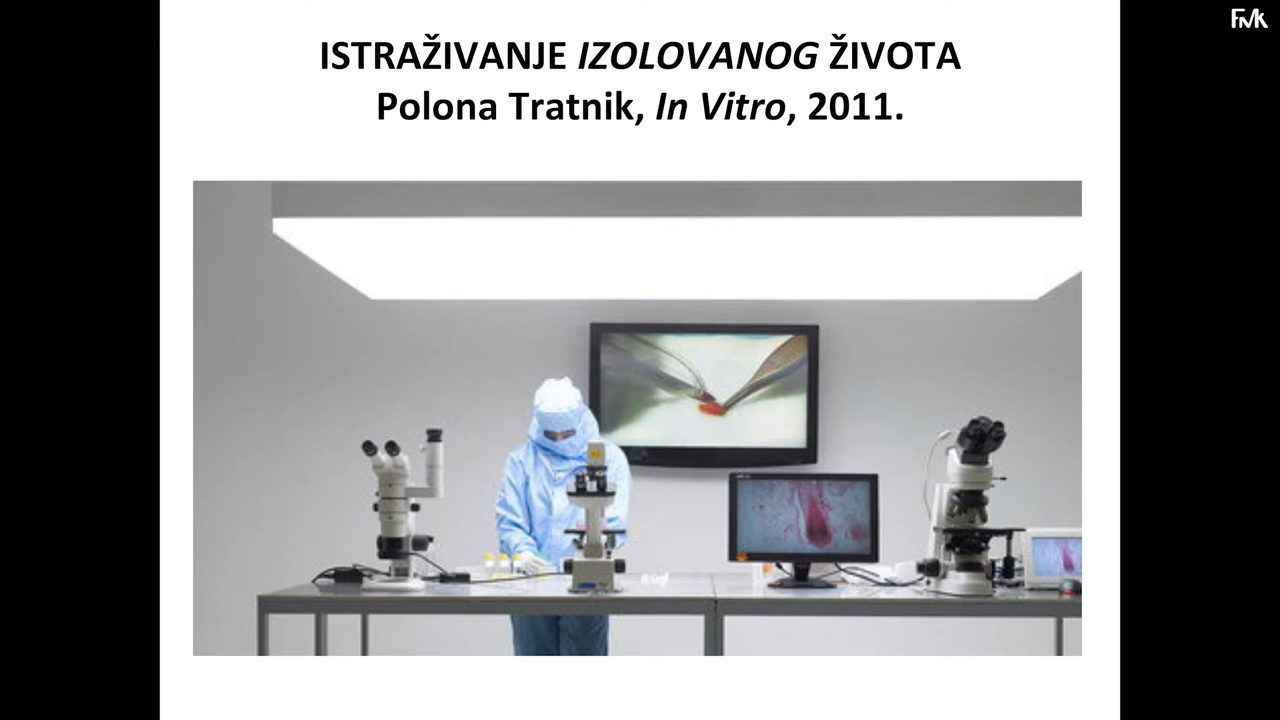 ISTRAŽIVANJE IZOLOVANOG ŽIVOTA
Polona Tratnik, In Vitro, 2011.
FMK